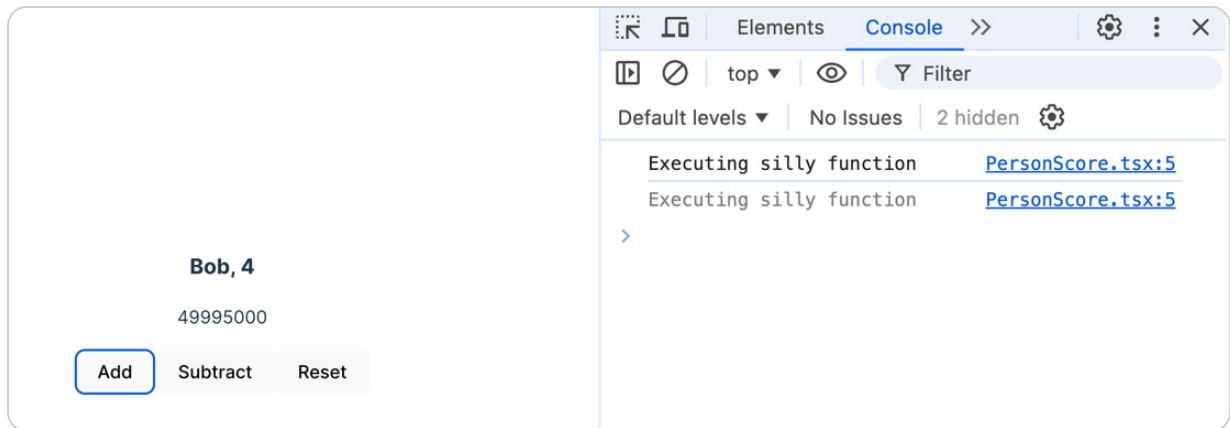 Bob, 4
49995000
Add Subtract Reset
Elements Console
top Filter
Default levels No Issues 2 hidden
Executing silly function PersonScore.tsx:5
Executing silly function PersonScore.tsx:5